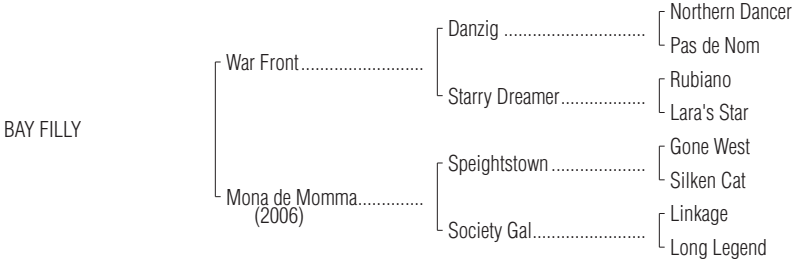 Northern Dancer
Danzig ..............................
Pas de Nom
War Front..........................
Rubiano
Starry Dreamer..................
Lara's Star
BAY FILLY
Gone West
Speightstown ....................
Silken Cat
Mona de Momma..............
(2006)
Linkage
Society Gal........................
Long Legend